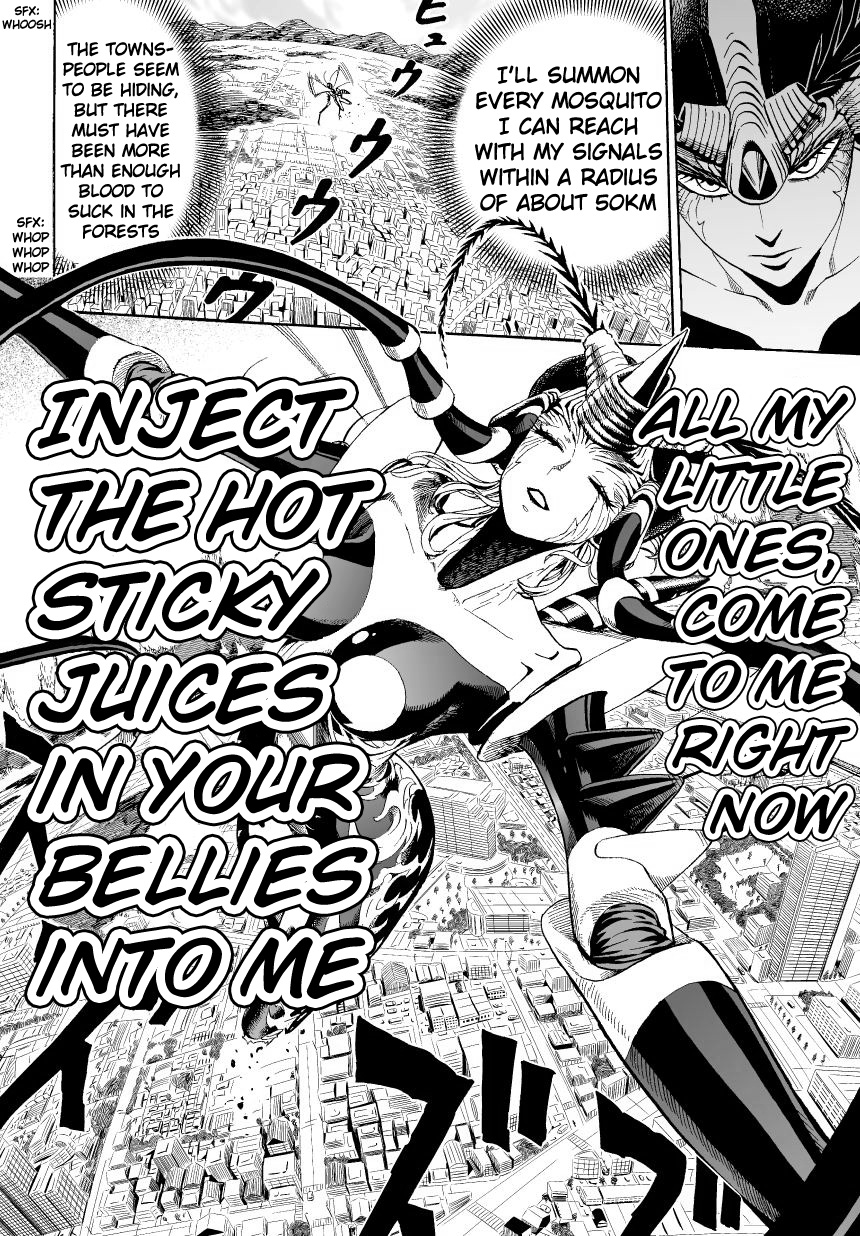 I'LL SUMMON
EVERY MOSQUITO
I CAN REACH
WITH MY SIGNALS
WITHIN A RADIUS
OF ABOUT 50KM
ヒュウウウウ
THE TOWNS-
PEOPLE SEEM
TO BE HIDING,
BUT THERE
MUST HAVE
BEEN MORE
THAN ENOUGH
BLOOD TO
SUCK IN THE
FORESTS
SFX:
WHOOSH
SFX:
WHOP
WHOP
WHOP
ALL MY
LITTLE
ONES,
COME
TO ME
RIGHT
NOW
INJECT
THE HOT
STICKY
JUICES
IN YOUR
BELLIES
INTO ME